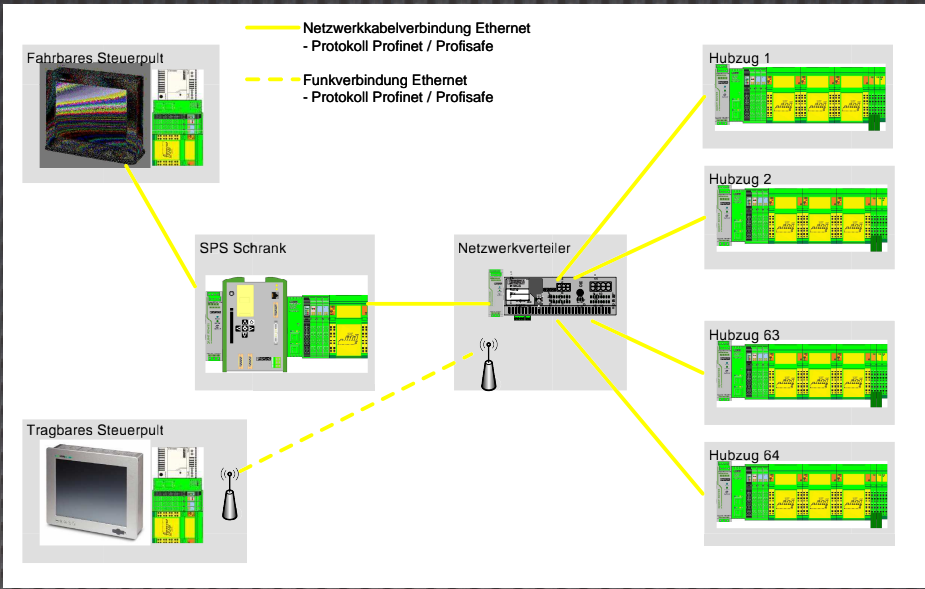 Netzwerkkabelverbindung Ethernet
- Protokoll Profinet / Profisafe
Funkverbindung Ethernet
- Protokoll Profinet / Profisafe
Fahrbares Steuerpult
SPS Schrank
Tragbares Steuerpult
Netzwerkverteiler
Hubzug 1
Hubzug 2
Hubzug 63
Hubzug 64